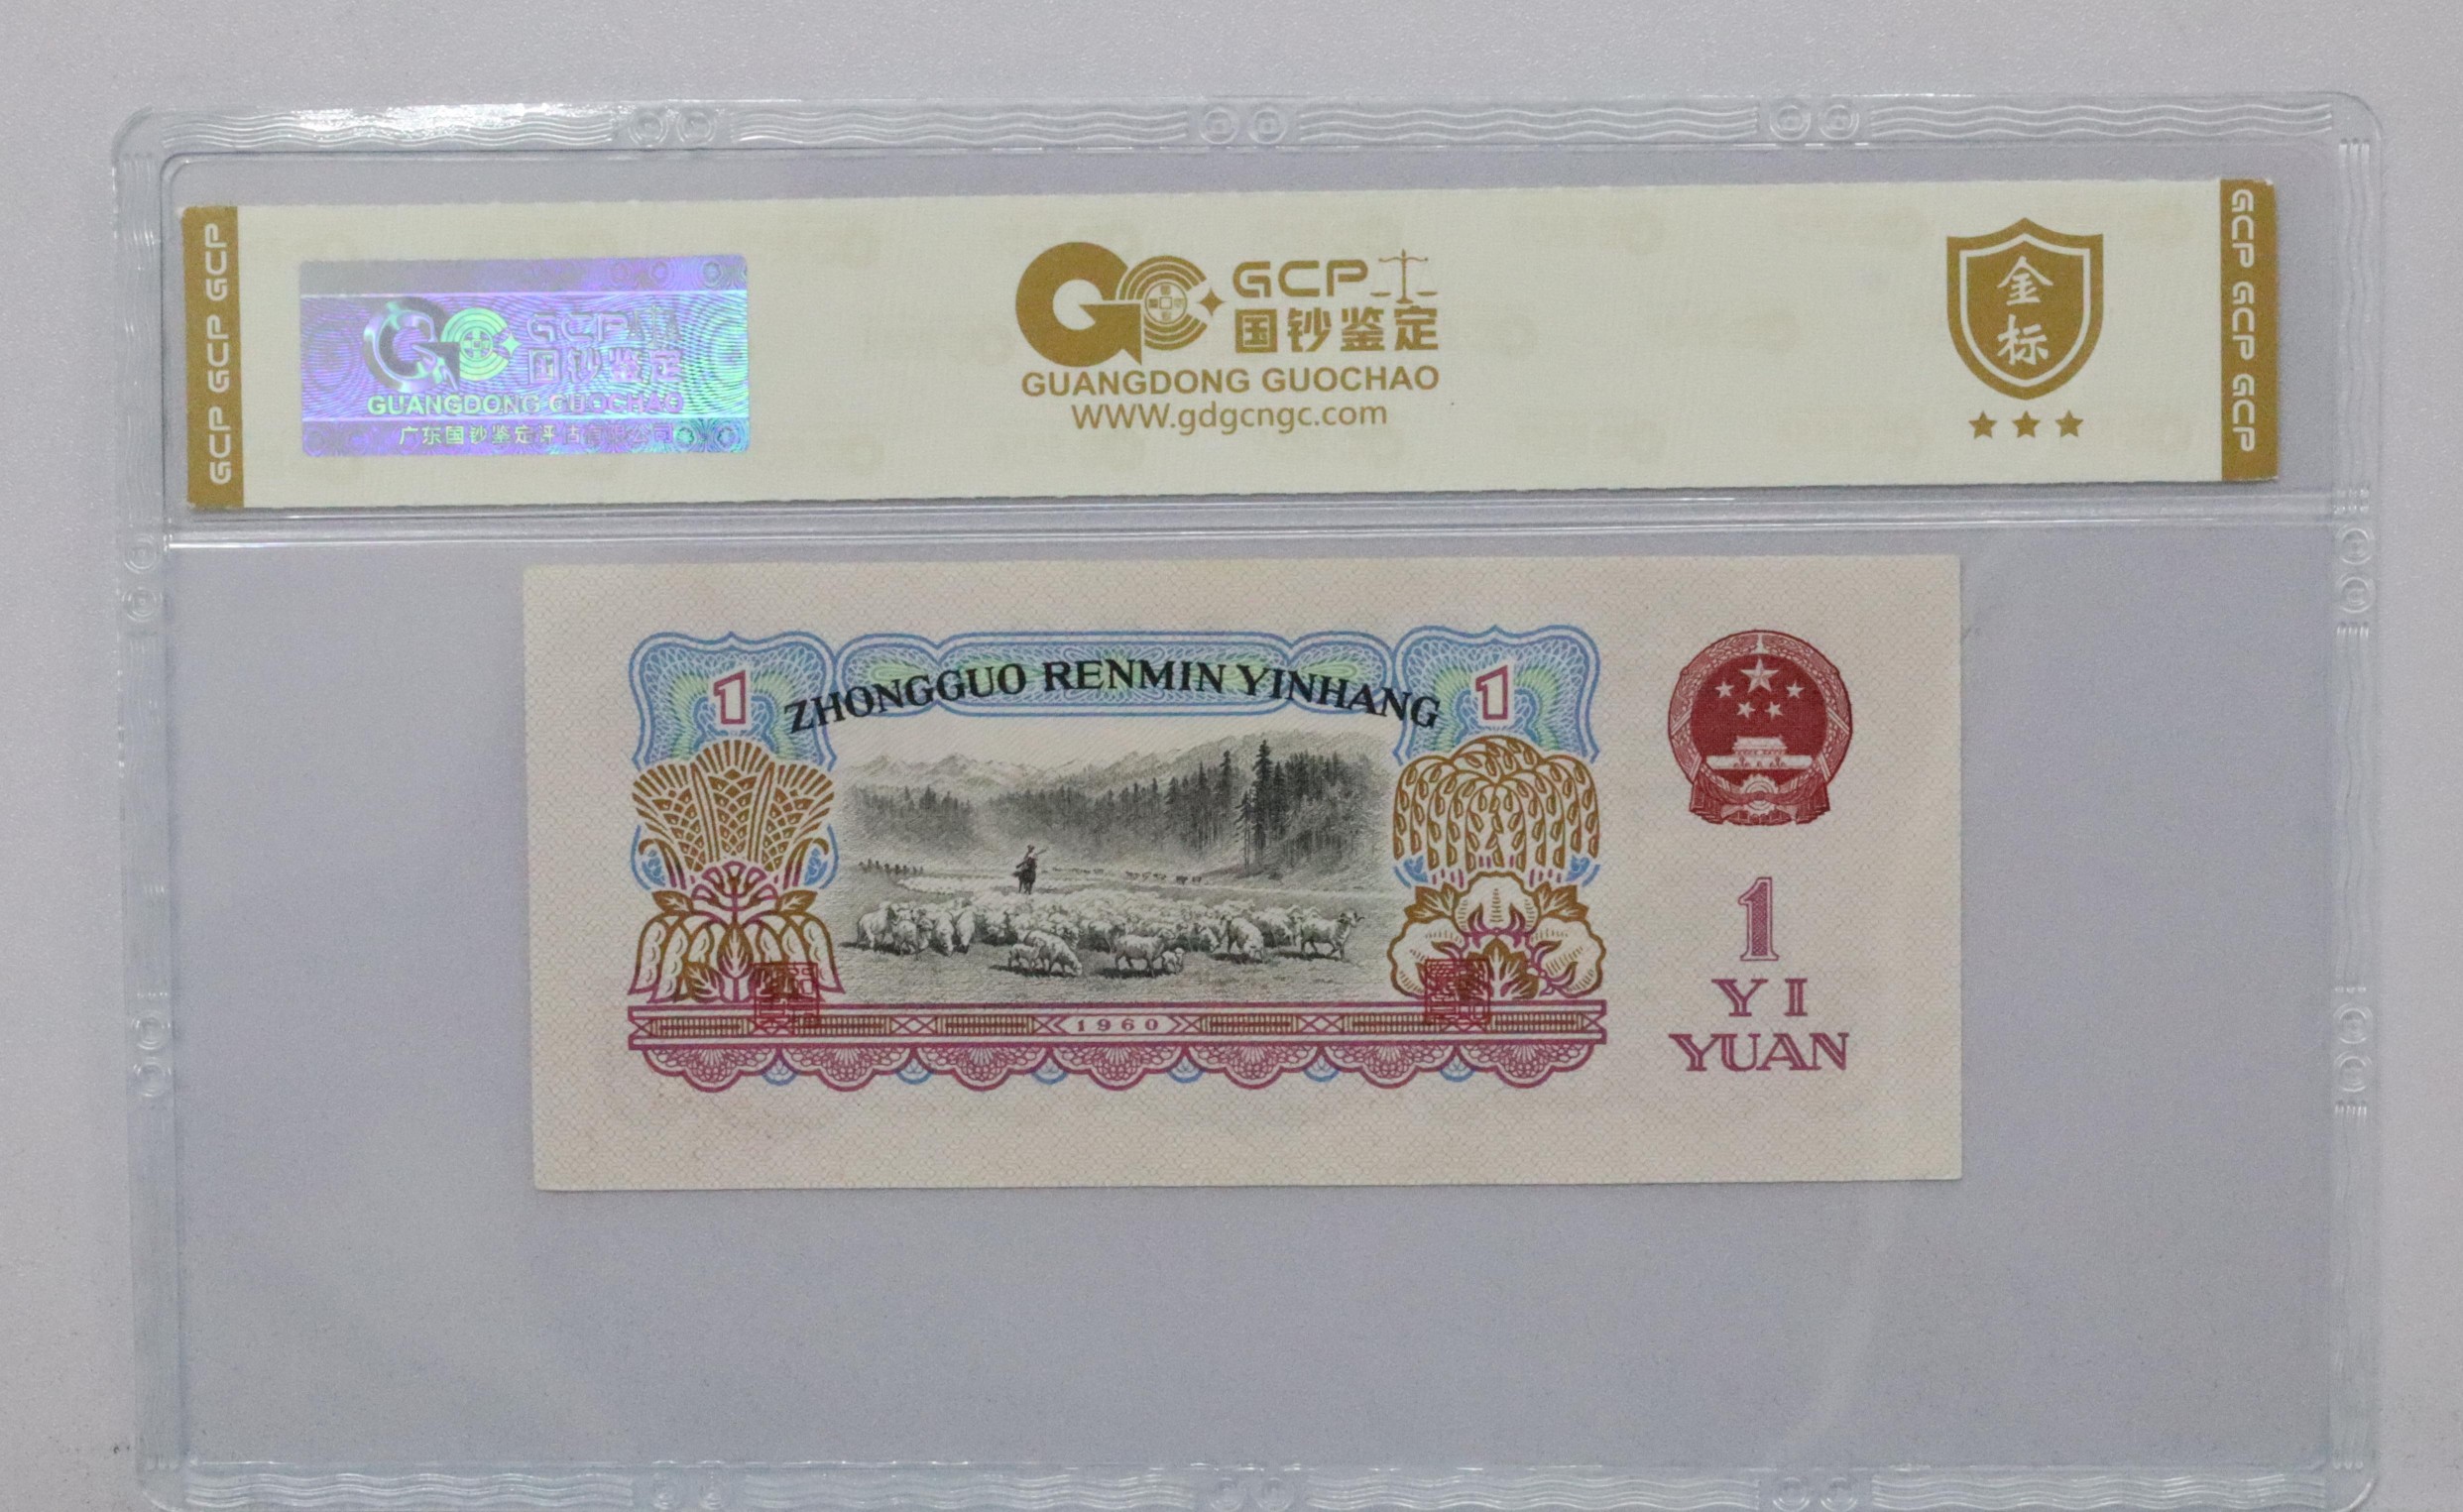 GCP GCP GCP
GCP
国钞鉴定
GUANGDONG GUOCHAO
广东国钞鉴定评估有限公司
GCP
国钞鉴定
GUANGDONG GUOCHAO
WWW.gdgcngc.com
金
标
GCP GCP GCP
1
ZHONGGUO RENMIN YINHANG
1
1960
1
YI
YUAN